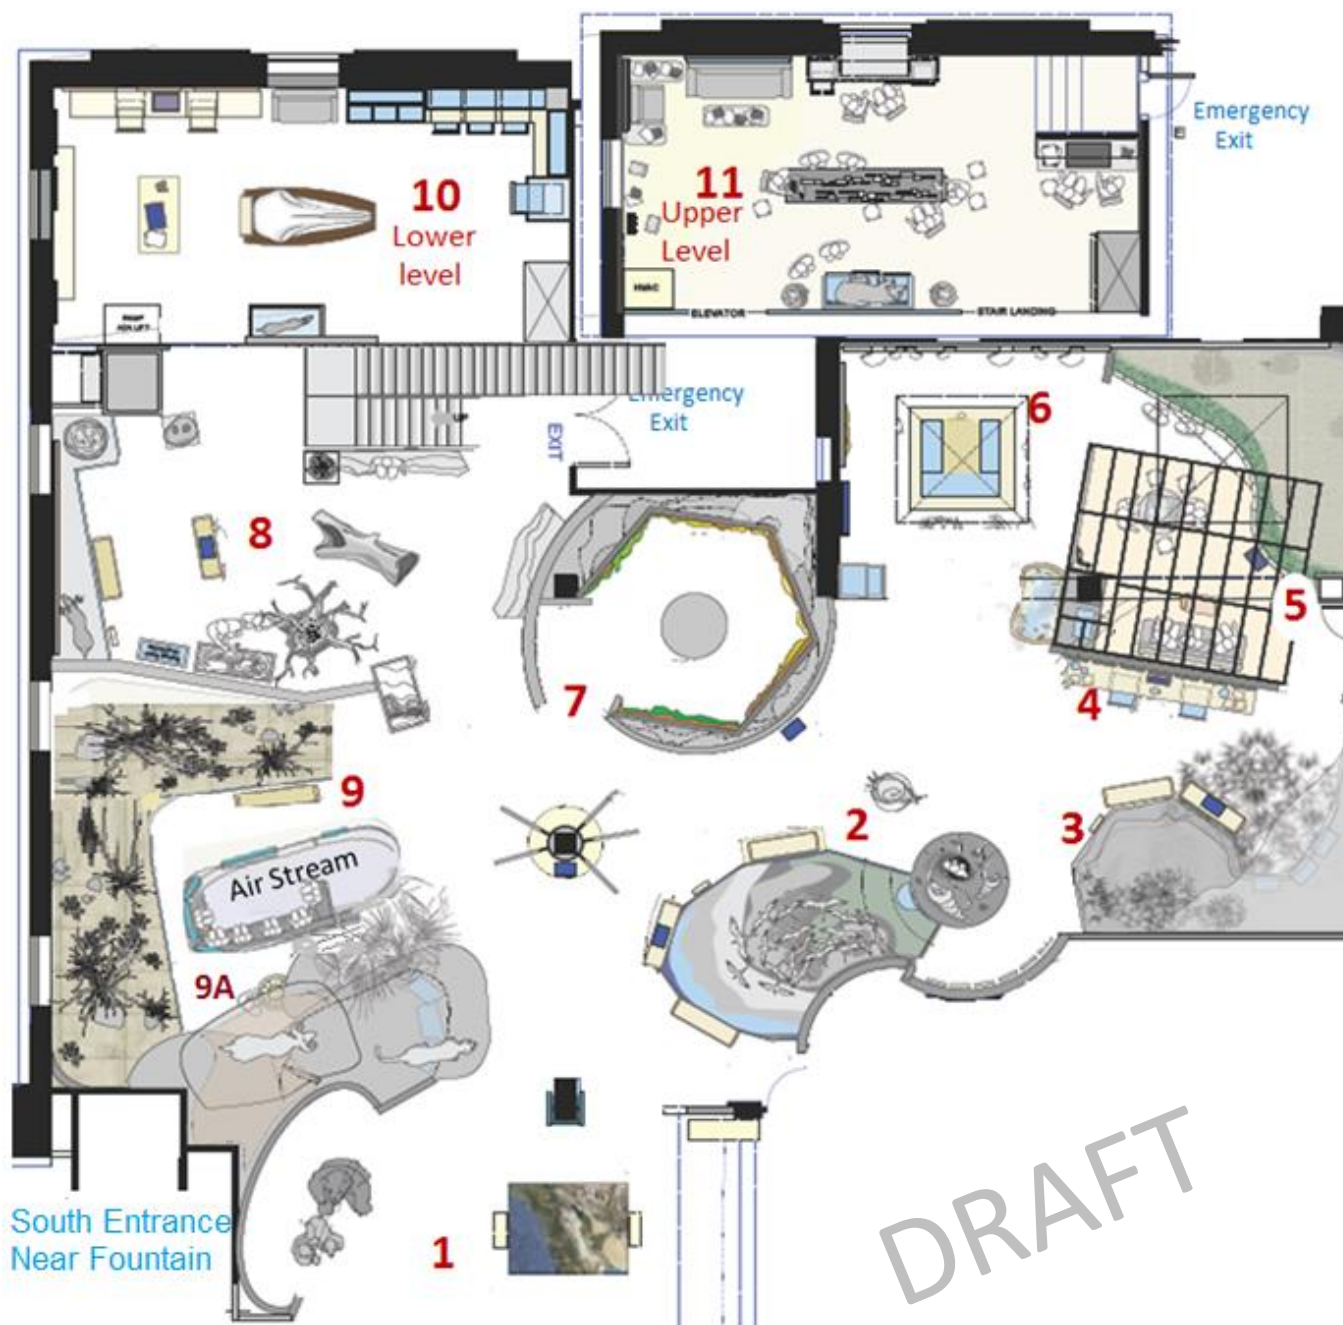 Emergency
Exit
10
Lower
level
11
Upper
Level
HVAC
ELEVATOR
STAIR LANDING
UP
EXIT
Emergency
Exit
6
8
5
7
4
9
2
3
Air Stream
9A
South Entrance
Near Fountain
1
DRAFT